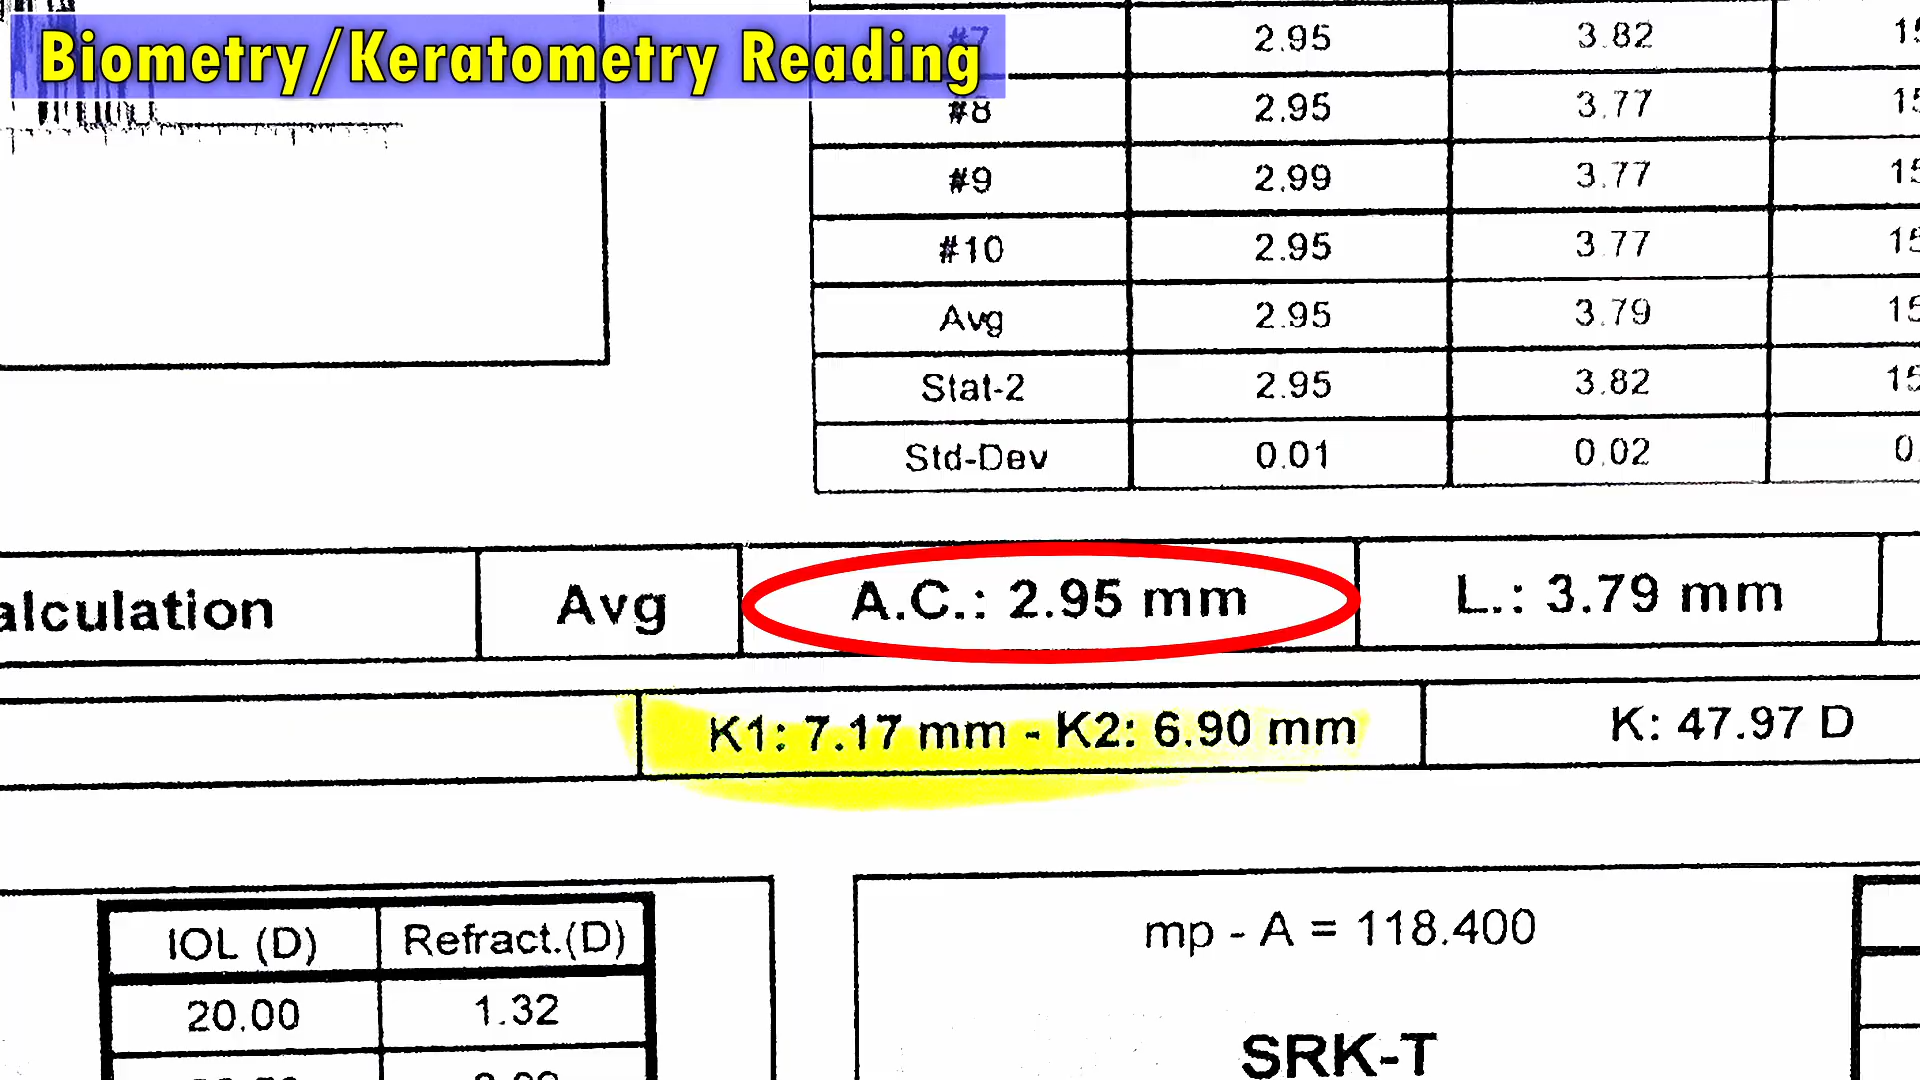 Biometry/Keratometry Reading
#7 2.95 3.82
#8 2.95 3.77
#9 2.99 3.77
#10 2.95 3.77
Avg 2.95 3.79
Stat-2 2.95 3.82
Std-Dev 0.01 0.02
alculation Avg A.C.: 2.95 mm L.: 3.79 mm
K1: 7.17 mm - K2: 6.90 mm K: 47.97 D
IOL (D) Refract.(D)
20.00 1.32
mp - A = 118.400
SRK-T